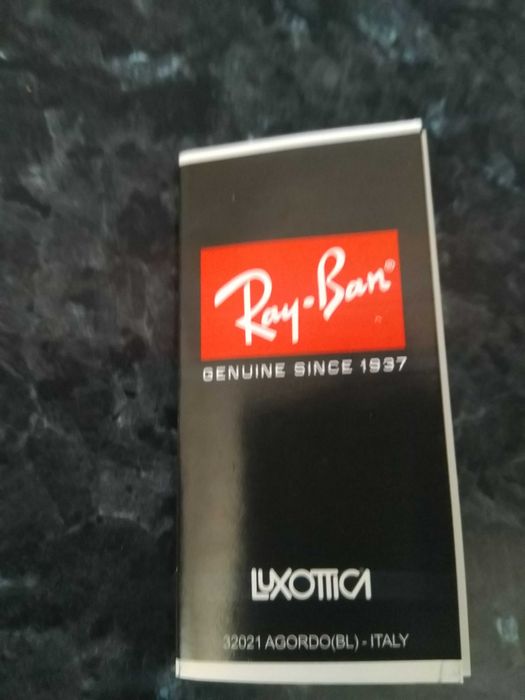 Ray-Ban®
GENUINE SINCE 1937
LUXOTTICA
32021 AGORDO(BL) - ITALY